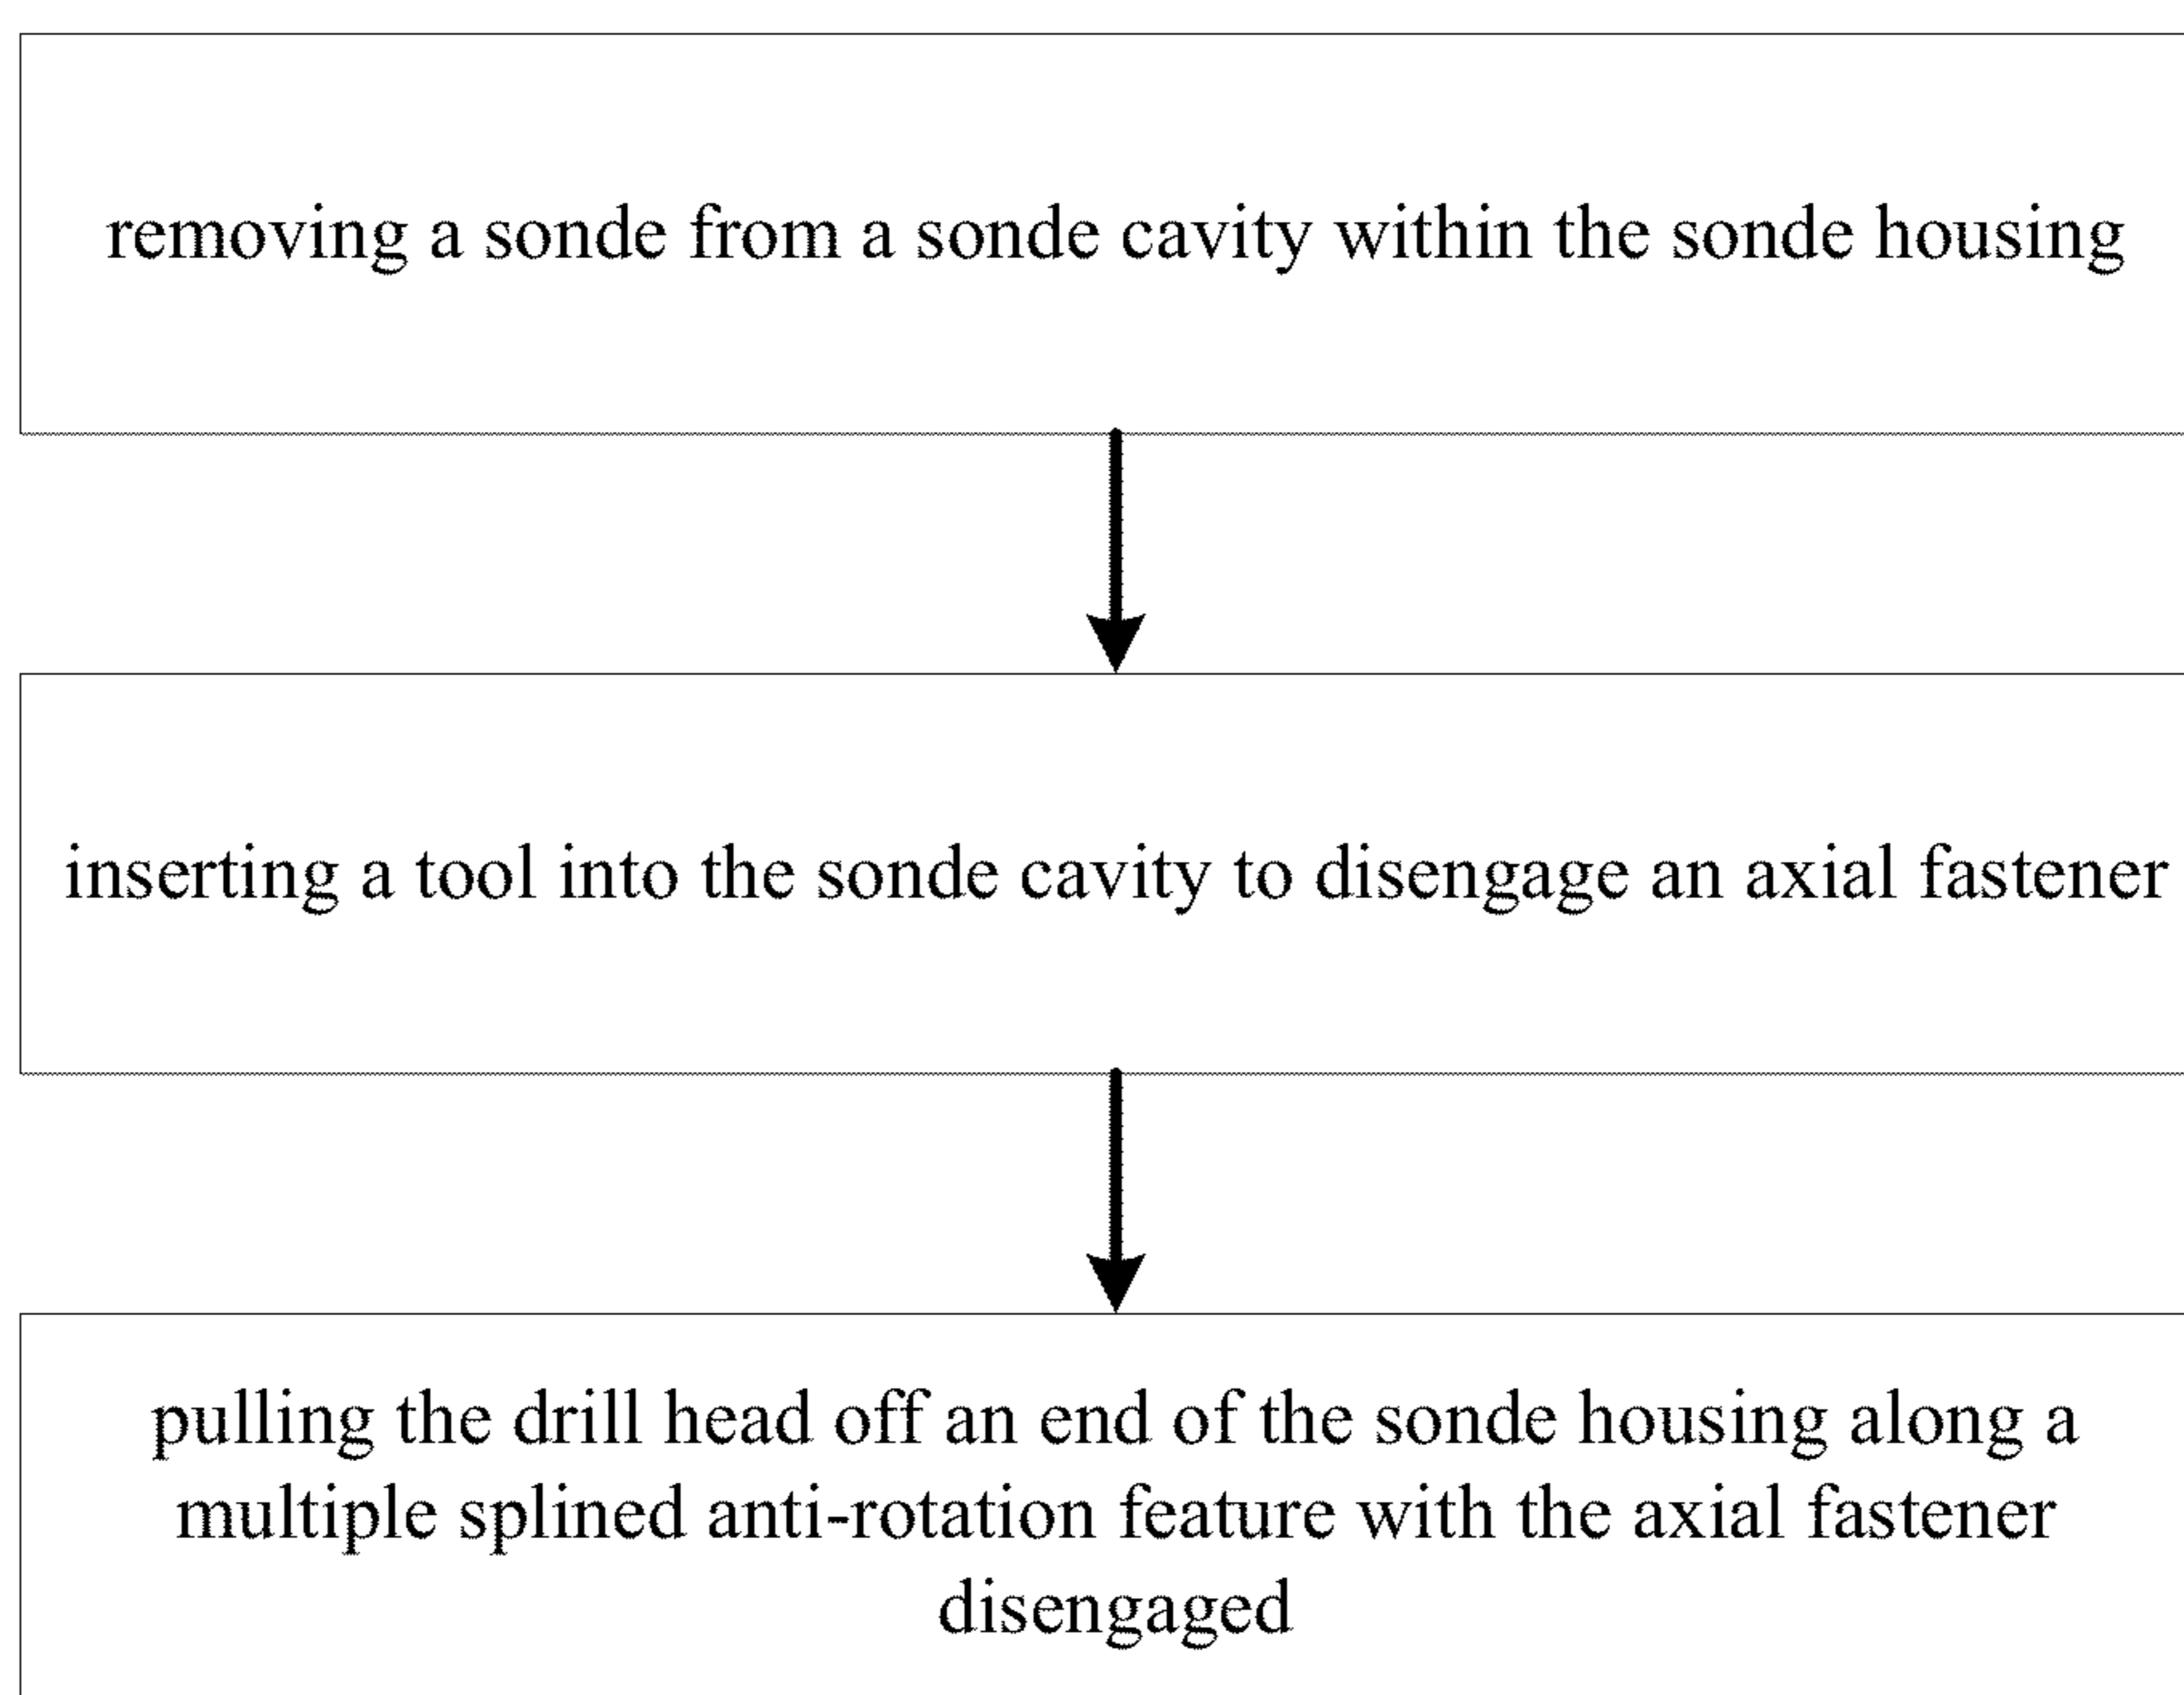 removing a sonde from a sonde cavity within the sonde housing
inserting a tool into the sonde cavity to disengage an axial fastener
pulling the drill head off an end of the sonde housing along a
multiple splined anti-rotation feature with the axial fastener
disengaged